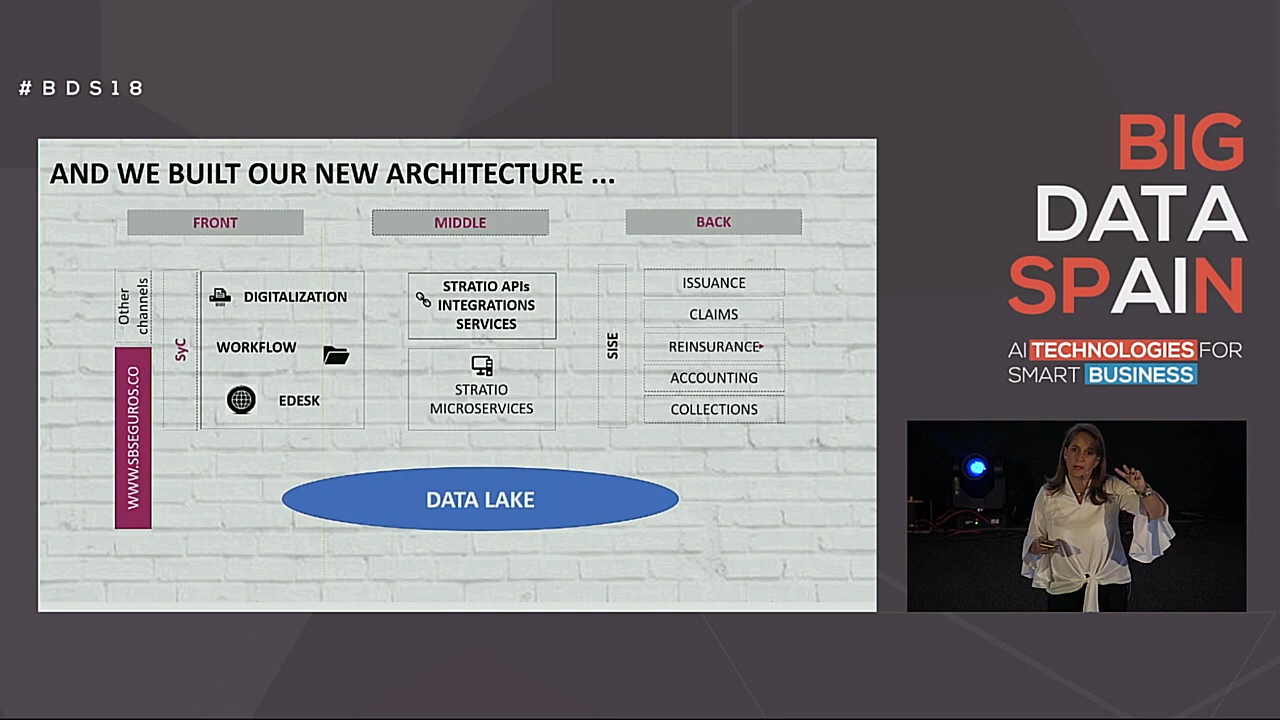 #BDS18
AND WE BUILT OUR NEW ARCHITECTURE ...
FRONT
MIDDLE
BACK
Other
channels
WWW.SBSEGUROS.CO
SyC
DIGITALIZATION
WORKFLOW
EDESK
STRATIO APIs
INTEGRATIONS
SERVICES
STRATIO
MICROSERVICES
SISE
ISSUANCE
CLAIMS
REINSURANCE
ACCOUNTING
COLLECTIONS
DATA LAKE
BIG
DATA
SPAIN
AI TECHNOLOGIES FOR
SMART BUSINESS